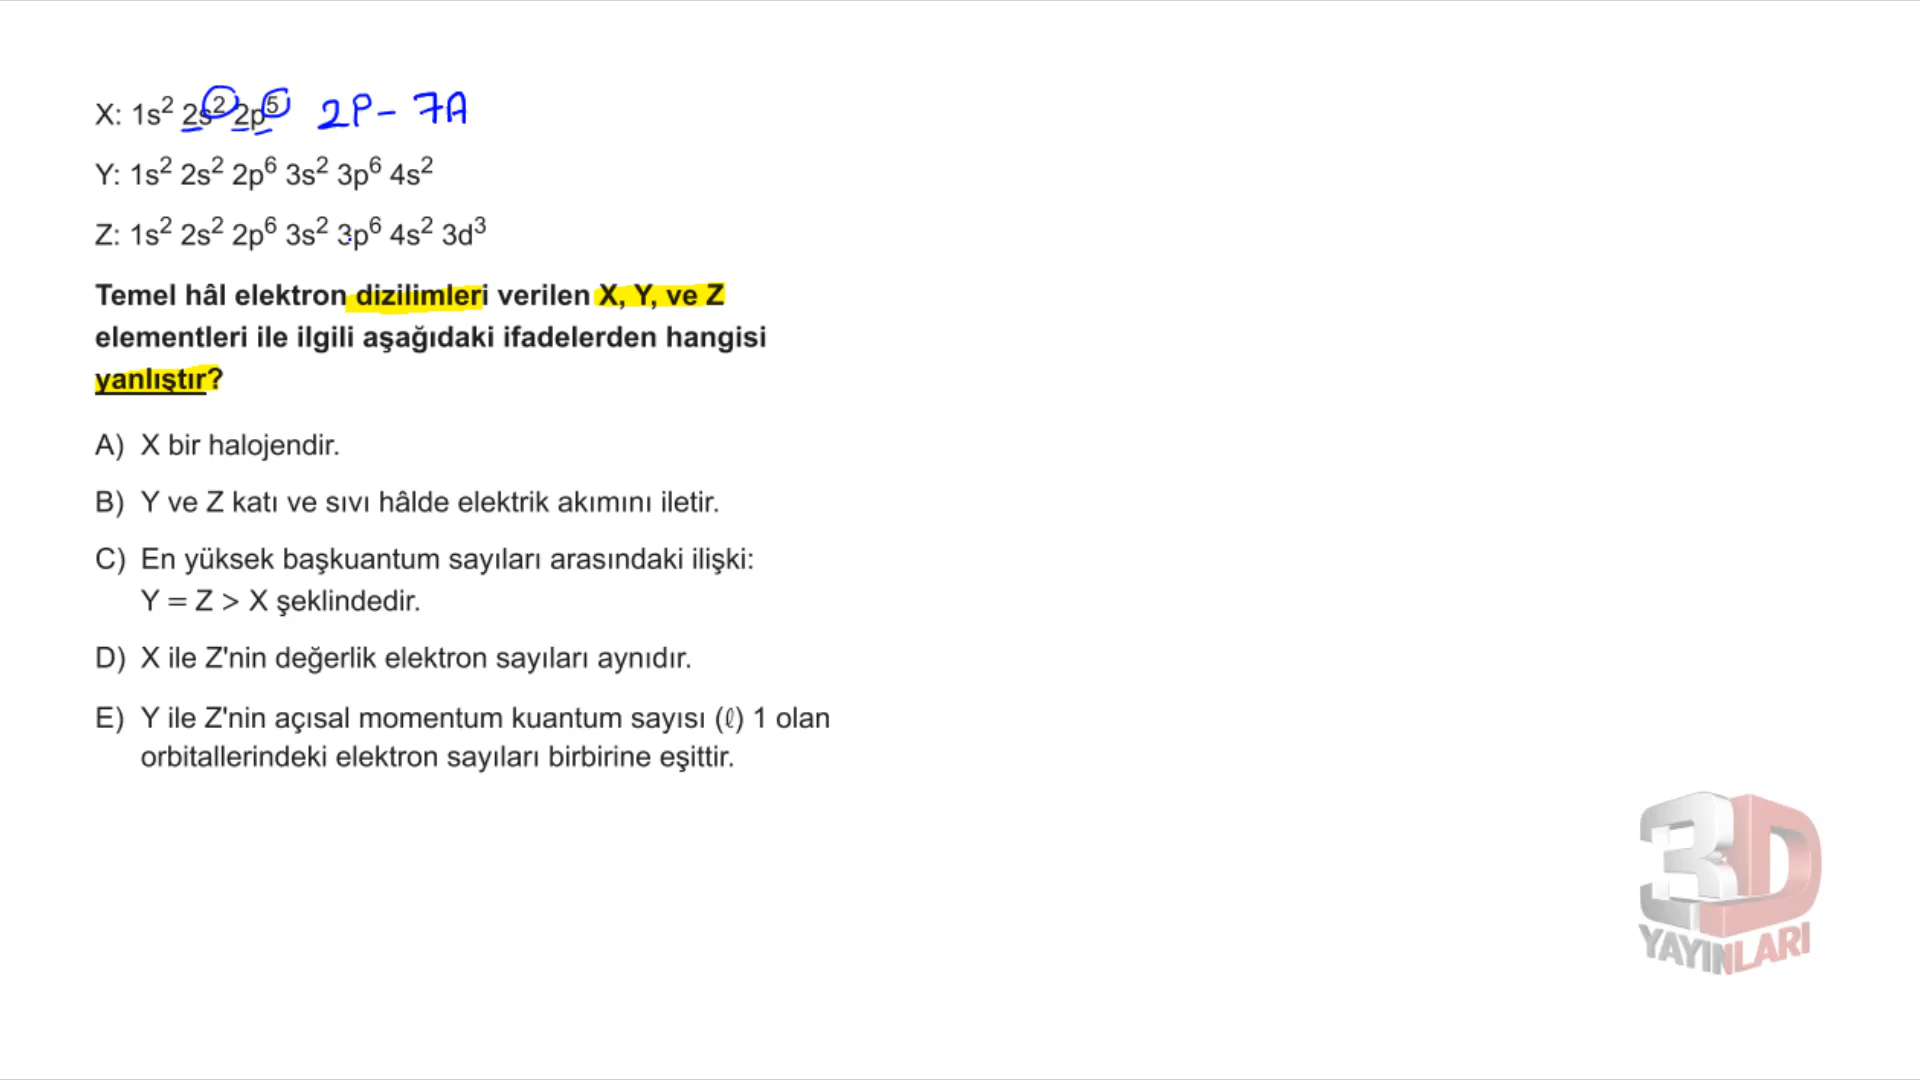 X: 1s² 2s² 2p⁵ 2P - 7A
Y: 1s² 2s² 2p⁶ 3s² 3p⁶ 4s²
Z: 1s² 2s² 2p⁶ 3s² 3p⁶ 4s² 3d³
Temel hâl elektron dizilimleri verilen X, Y, ve Z
elementleri ile ilgili aşağıdaki ifadelerden hangisi
yanlıştır?
A) X bir halojendir.
B) Y ve Z katı ve sıvı hâlde elektrik akımını iletir.
C) En yüksek başkuantum sayıları arasındaki ilişki:
Y = Z > X şeklindedir.
D) X ile Z'nin değerlik elektron sayıları aynıdır.
E) Y ile Z'nin açısal momentum kuantum sayısı (ℓ) 1 olan
orbitallerindeki elektron sayıları birbirine eşittir.
3D
YAYINLARI